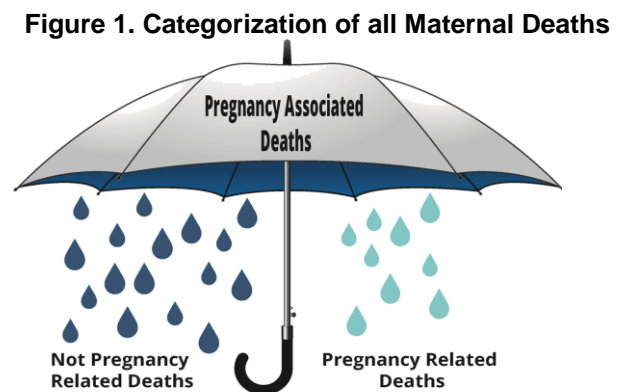 Figure 1. Categorization of all Maternal Deaths
Pregnancy Associated
Deaths
Not Pregnancy
Related Deaths
Pregnancy Related
Deaths